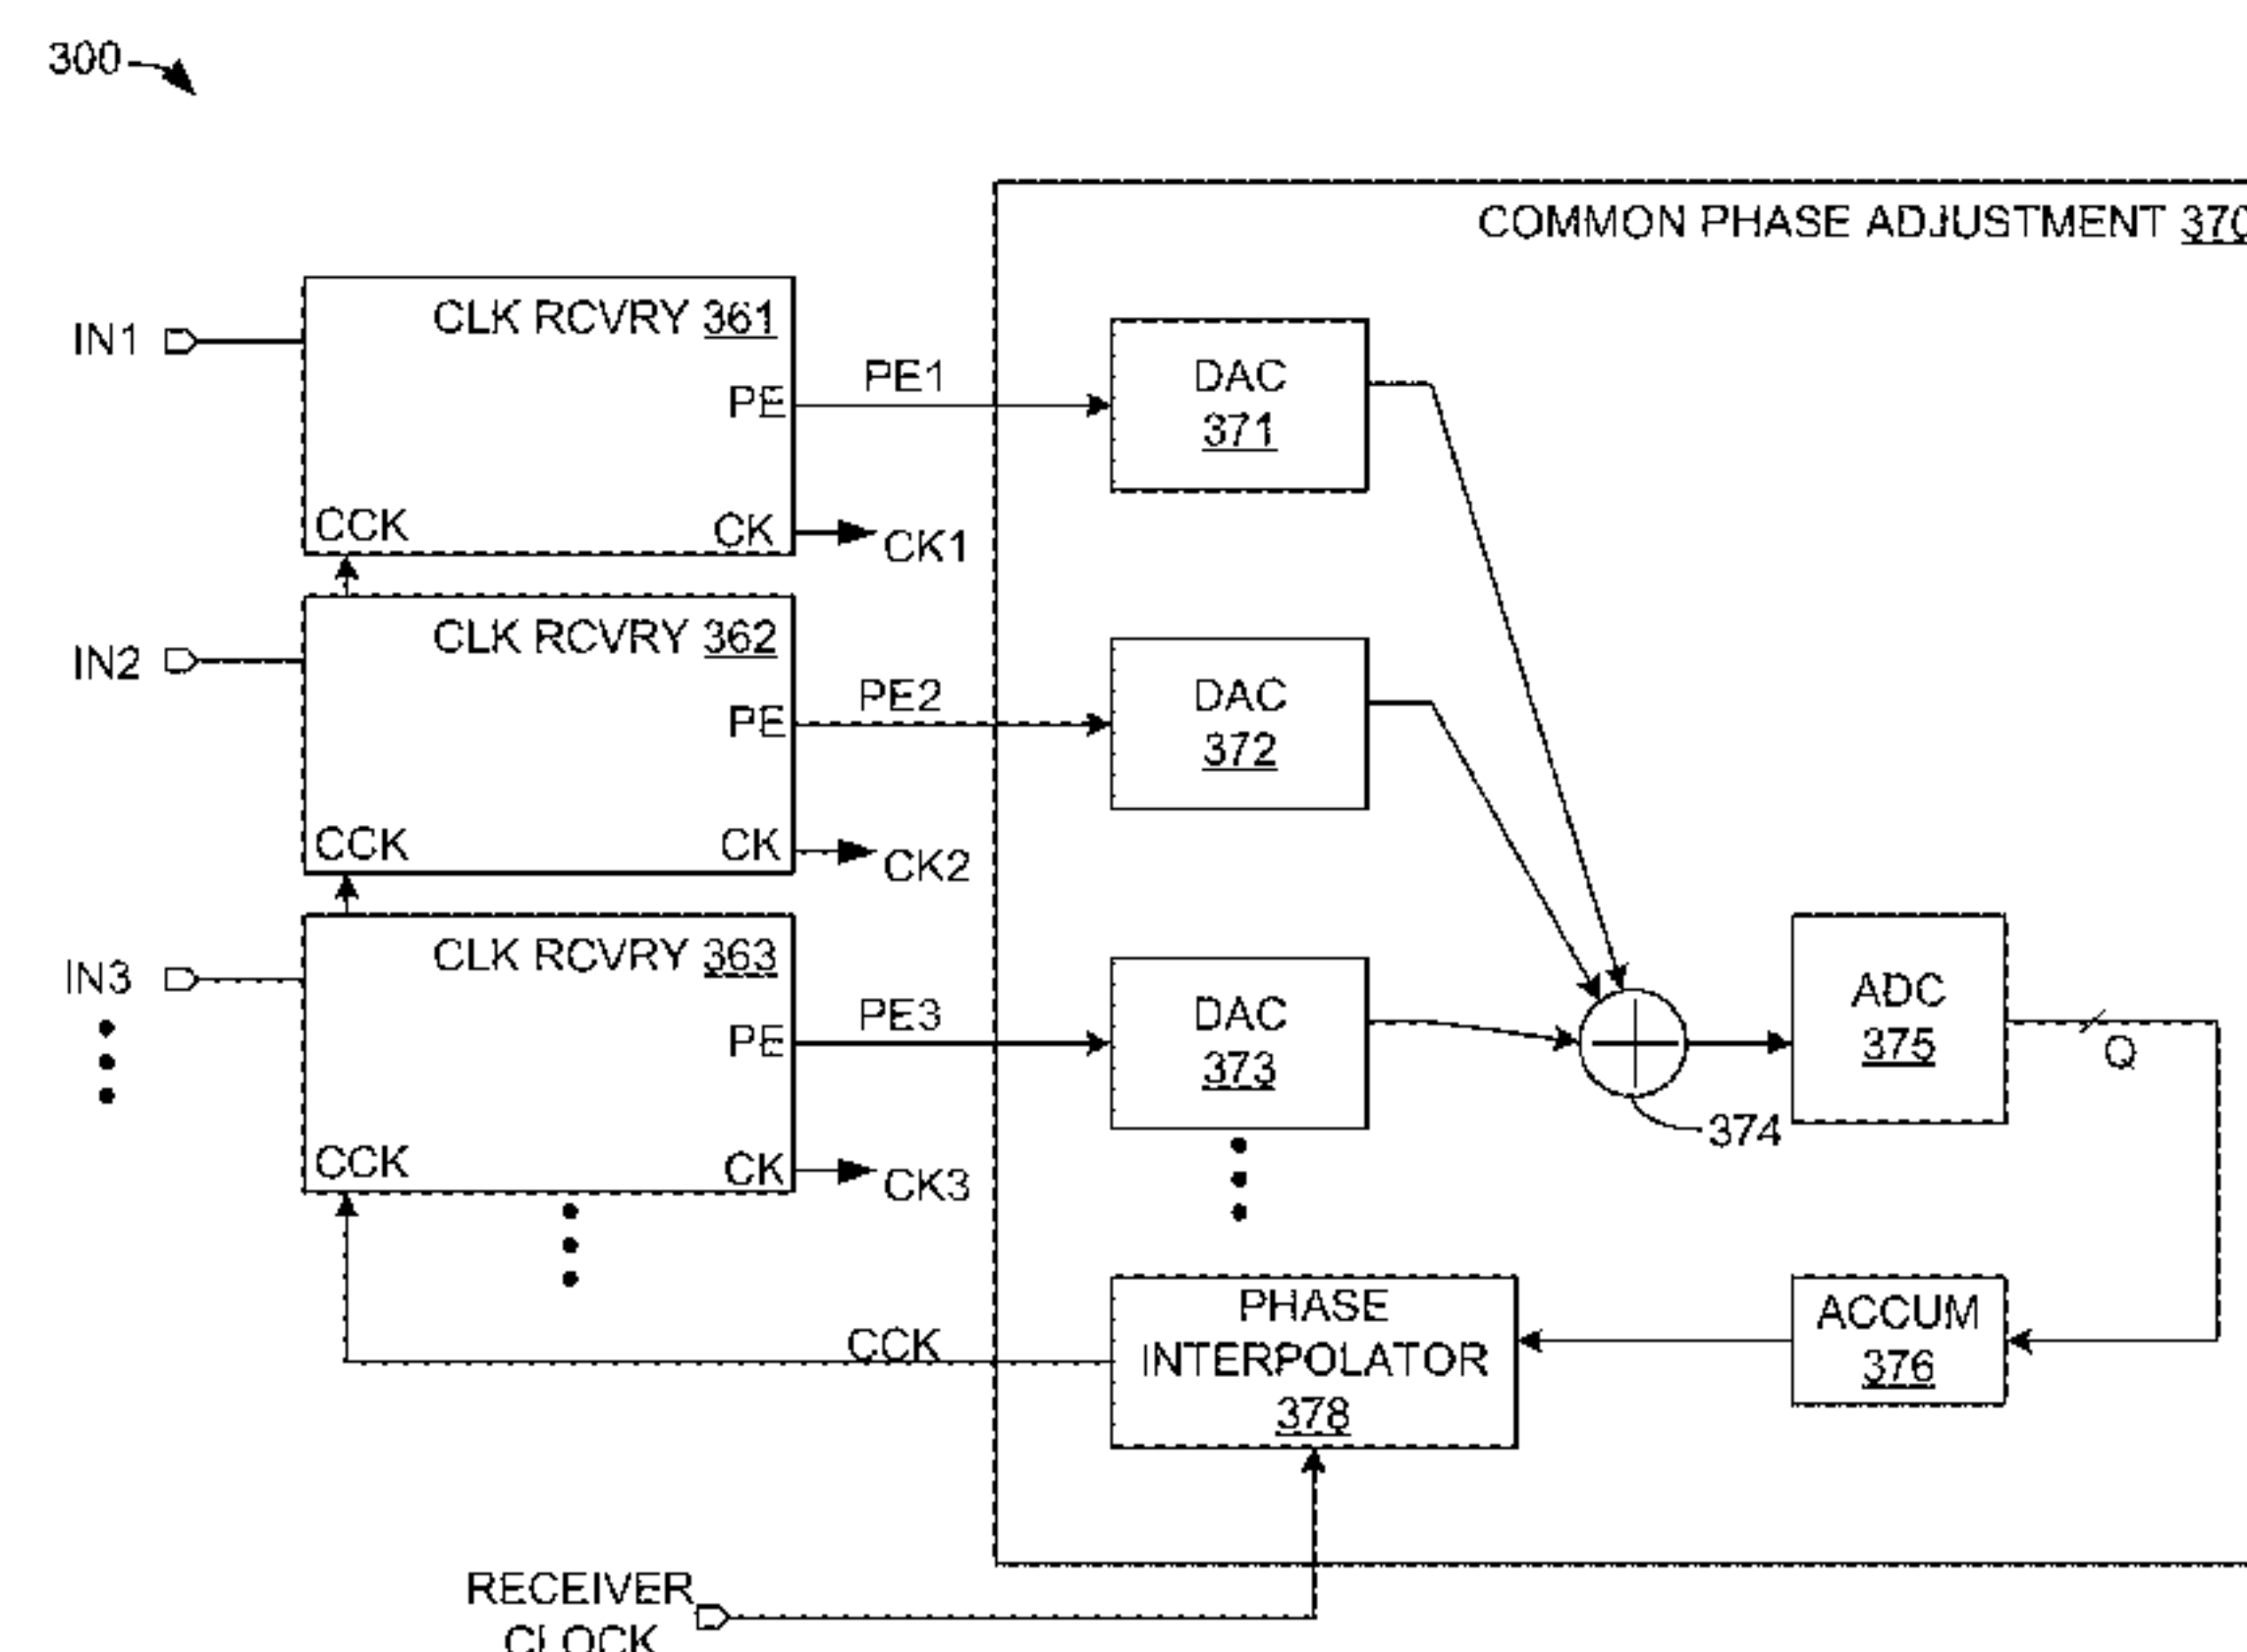 300
COMMON PHASE ADJUSTMENT 370
IN1
CLK RCVRY 361
PE
PE1
DAC
371
CCK
CK
CK1
IN2
CLK RCVRY 362
PE
PE2
DAC
372
CCK
CK
CK2
IN3
CLK RCVRY 363
PE
PE3
DAC
373
ADC
375
Q
374
CCK
CK
CK3
CCK
PHASE
INTERPOLATOR
378
ACCUM
376
RECEIVER
CLOCK